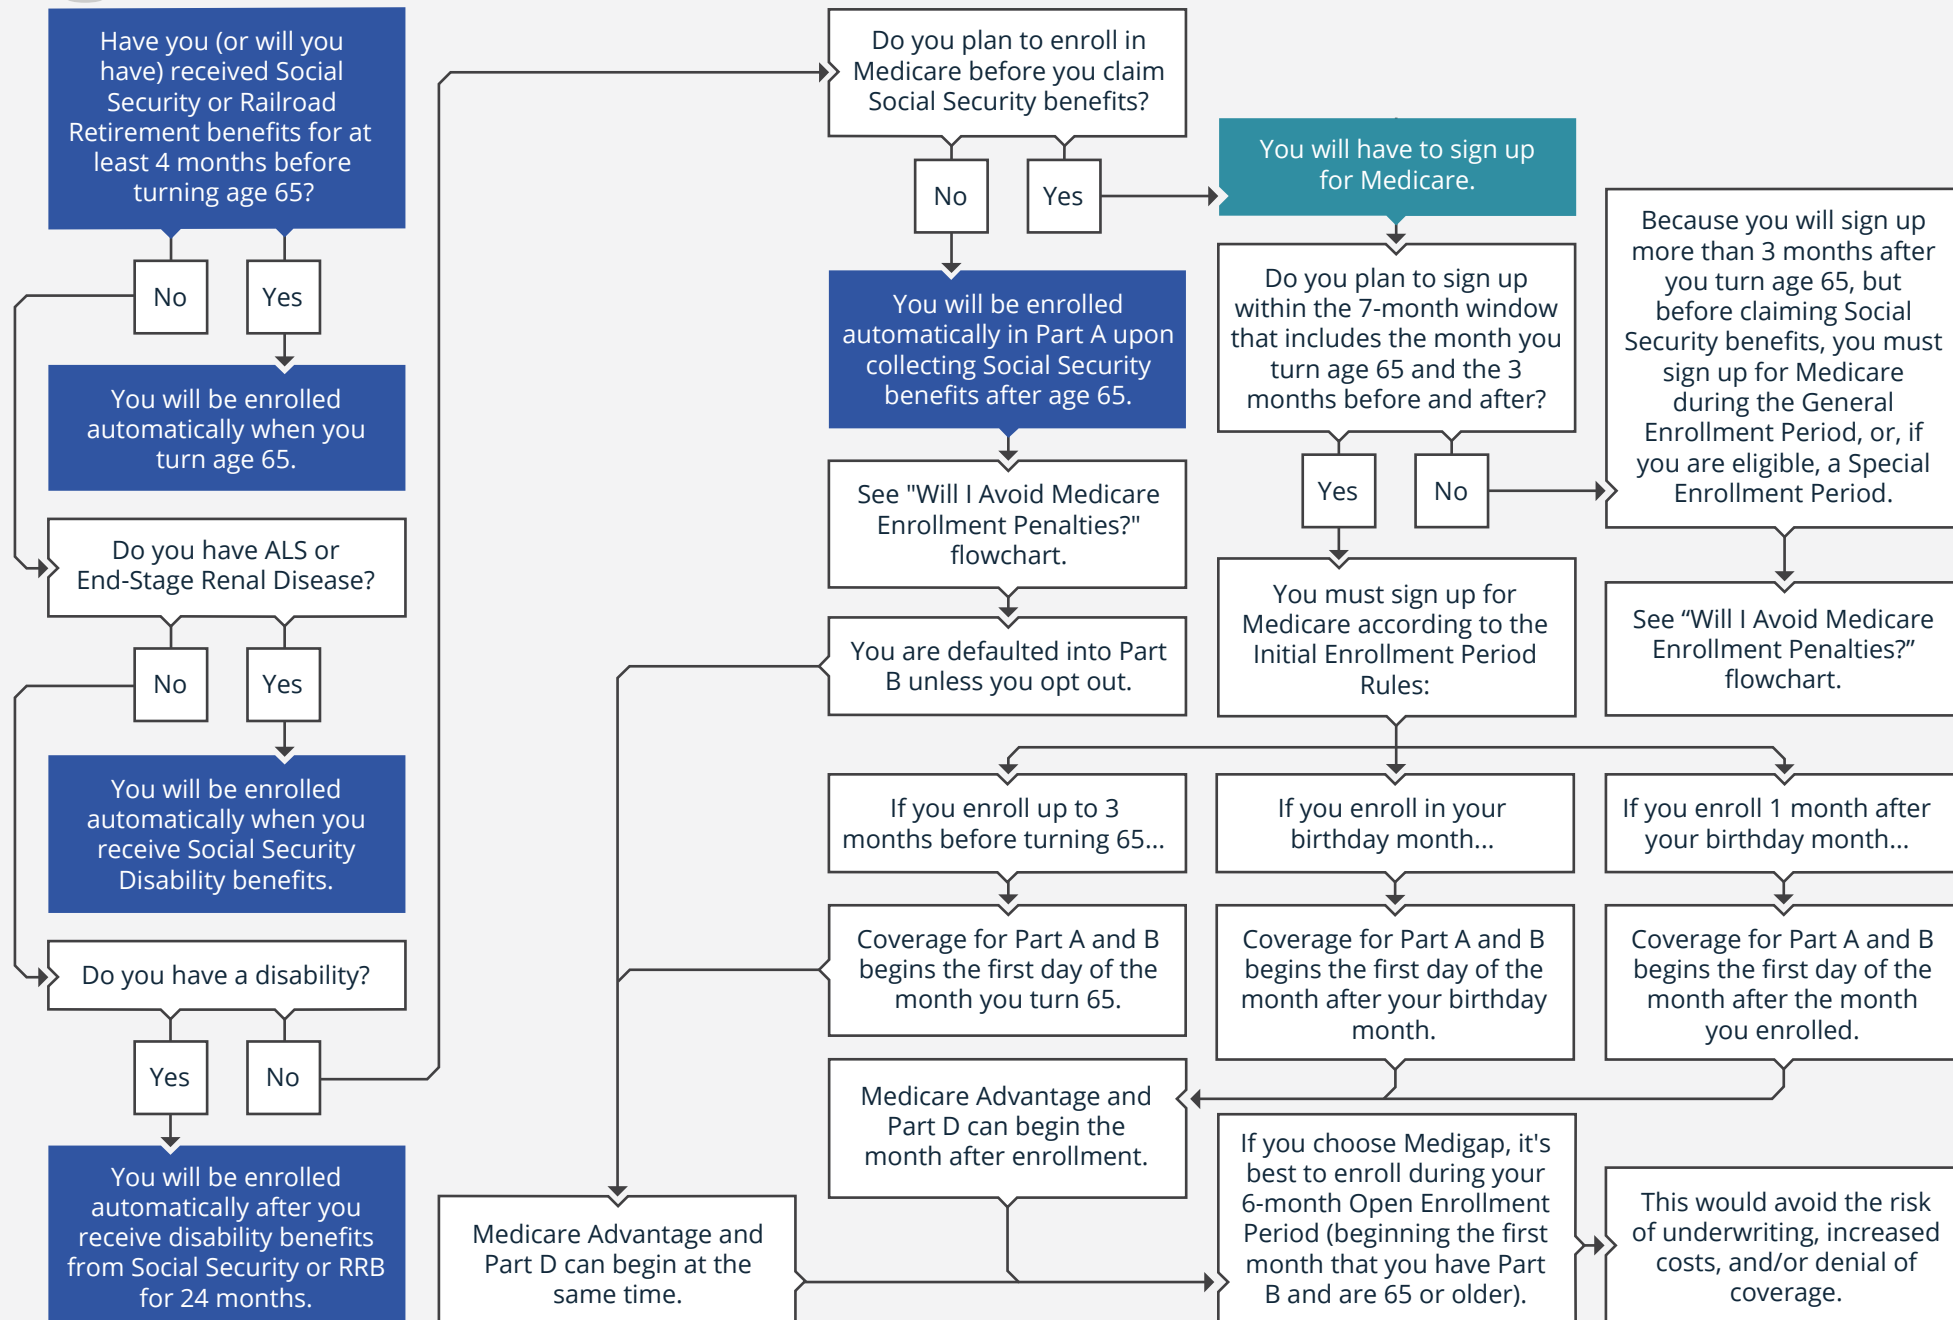 Have you (or will you
have) received Social
Security or Railroad
Retirement benefits for at
least 4 months before
turning age 65?
No
Yes
You will be enrolled
automatically when you
turn age 65.
Do you have ALS or
End-Stage Renal Disease?
No
Yes
You will be enrolled
automatically when you
receive Social Security
Disability benefits.
Do you have a disability?
Yes
No
You will be enrolled
automatically after you
receive disability benefits
from Social Security or RRB
for 24 months.
Do you plan to enroll in
Medicare before you claim
Social Security benefits?
No
Yes
You will be enrolled
automatically in Part A upon
collecting Social Security
benefits after age 65.
See "Will I Avoid Medicare
Enrollment Penalties?"
flowchart.
You are defaulted into Part
B unless you opt out.
You will have to sign up
for Medicare.
Do you plan to sign up
within the 7-month window
that includes the month you
turn age 65 and the 3
months before and after?
Yes
No
Because you will sign up
more than 3 months after
you turn age 65, but
before claiming Social
Security benefits, you must
sign up for Medicare
during the General
Enrollment Period, or, if
you are eligible, a Special
Enrollment Period.
See “Will I Avoid Medicare
Enrollment Penalties?”
flowchart.
You must sign up for
Medicare according to the
Initial Enrollment Period
Rules:
If you enroll up to 3
months before turning 65...
If you enroll in your
birthday month...
If you enroll 1 month after
your birthday month...
Coverage for Part A and B
begins the first day of the
month you turn 65.
Coverage for Part A and B
begins the first day of the
month after your birthday
month.
Coverage for Part A and B
begins the first day of the
month after the month
you enrolled.
Medicare Advantage and
Part D can begin the
month after enrollment.
Medicare Advantage and
Part D can begin at the
same time.
If you choose Medigap, it's
best to enroll during your
6-month Open Enrollment
Period (beginning the first
month that you have Part
B and are 65 or older).
This would avoid the risk
of underwriting, increased
costs, and/or denial of
coverage.